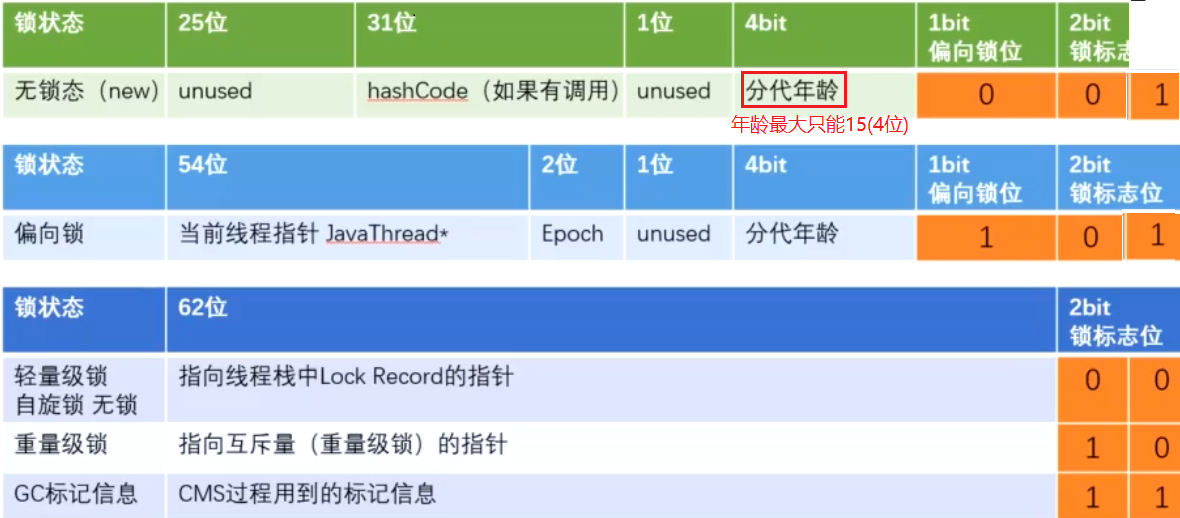 锁状态 25位 31位 1位 4bit 1bit 2bit
偏向锁位 锁标志
无锁态（new） unused hashCode（如果有调用） unused 分代年龄 0 0 1
年龄最大只能15(4位)
锁状态 54位 2位 1位 4bit 1bit 2bit
偏向锁位 锁标志位
偏向锁 当前线程指针 JavaThread* Epoch unused 分代年龄 1 0 1
锁状态 62位 2bit
锁标志位
轻量级锁 指向线程栈中Lock Record的指针 0 0
自旋锁 无锁
重量级锁 指向互斥量（重量级锁）的指针 1 0
GC标记信息 CMS过程用到的标记信息 1 1